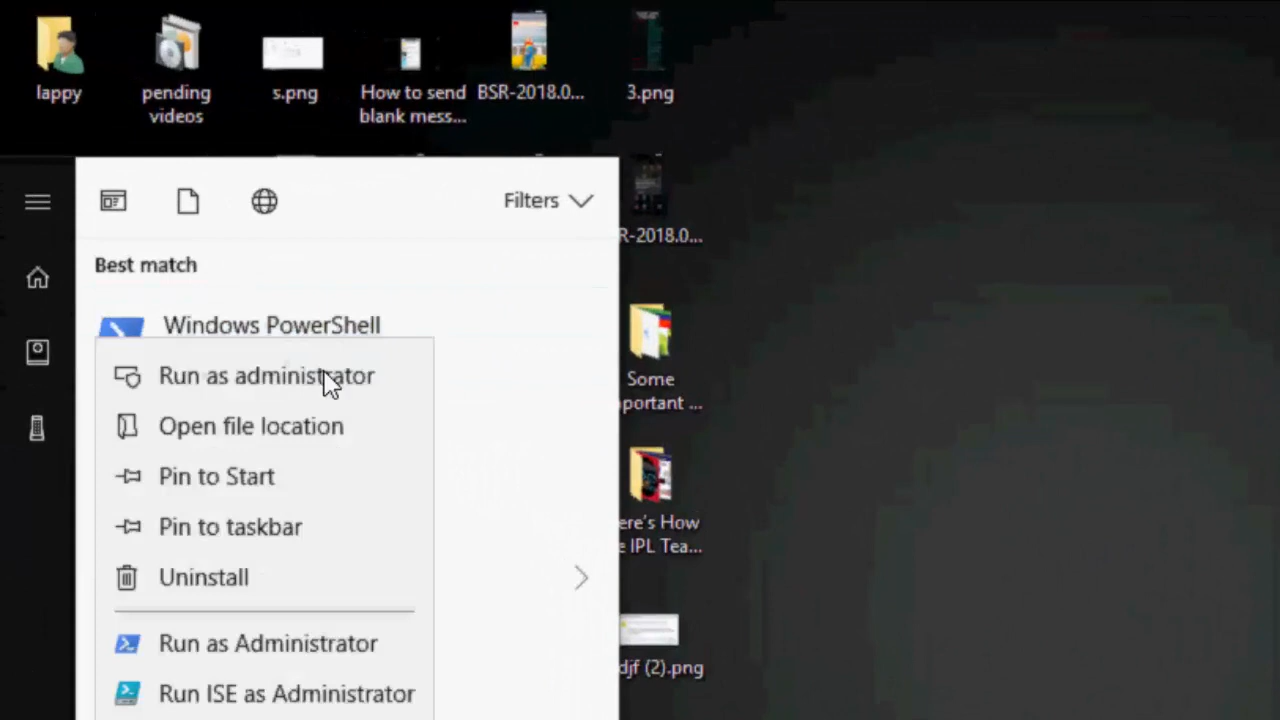 lappy
pending
videos
s.png
How to send
blank mess...
BSR-2018.0...
3.png
Filters
R-2018.0...
Best match
Windows PowerShell
Run as administrator
Open file location
Pin to Start
Pin to taskbar
Uninstall
Run as Administrator
Run ISE as Administrator
Some
portant ...
ere's How
e IPL Tea...
djf (2).png